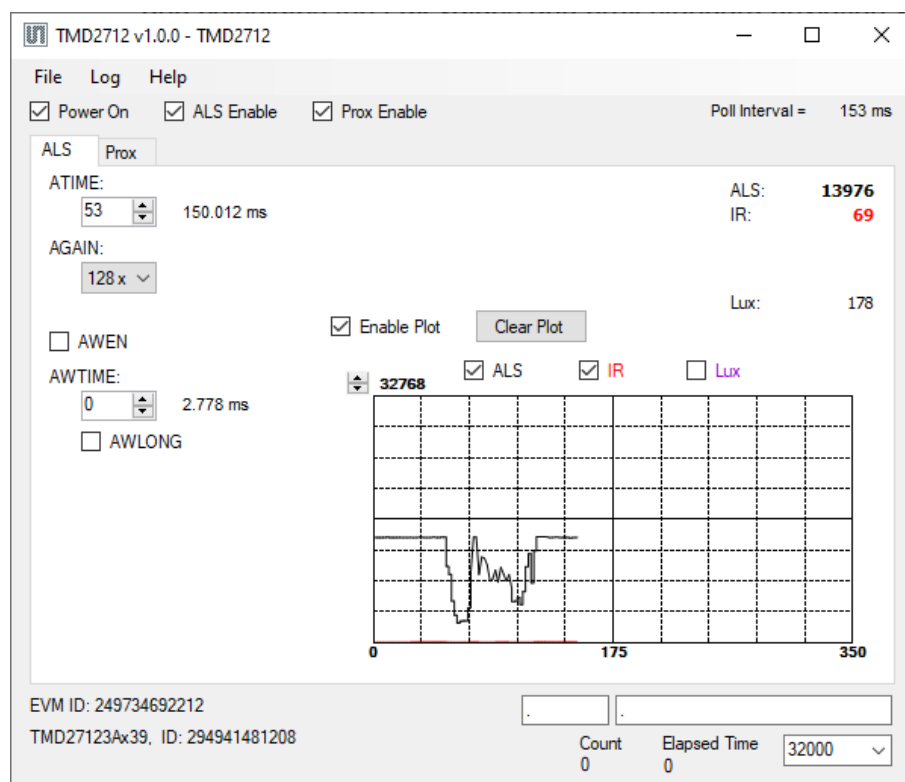 TMD2712 v1.0.0 - TMD2712
File Log Help
Power On ALS Enable Prox Enable Poll Interval = 153 ms
ALS Prox
ATIME:
53 150.012 ms
ALS: 13976
IR: 69
AGAIN:
128 x
Lux: 178
Enable Plot Clear Plot
AWEN
AWTIME:
0 2.778 ms
AWLONG
32768 ALS IR Lux
0 175 350
EVM ID: 249734692212
. .
TMD27123Ax39, ID: 294941481208
Count Elapsed Time 32000
0 0